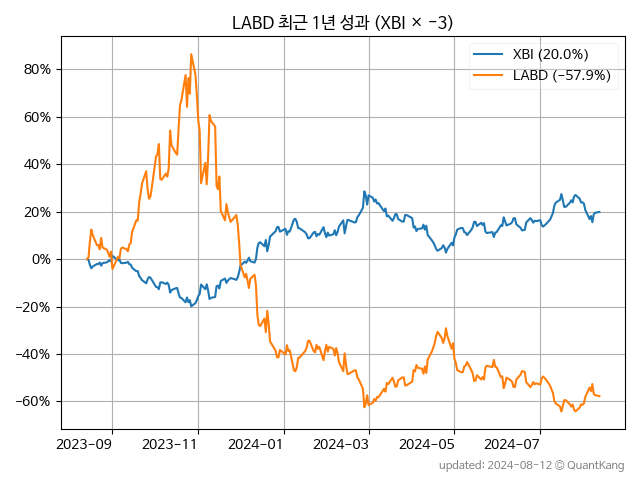 LABD 최근 1년 성과 (XBI × −3)
XBI (20.0%)
LABD (−57.9%)
80%
60%
40%
20%
0%
−20%
−40%
−60%
2023-09 2023-11 2024-01 2024-03 2024-05 2024-07
updated: 2024-08-12 © QuantKang